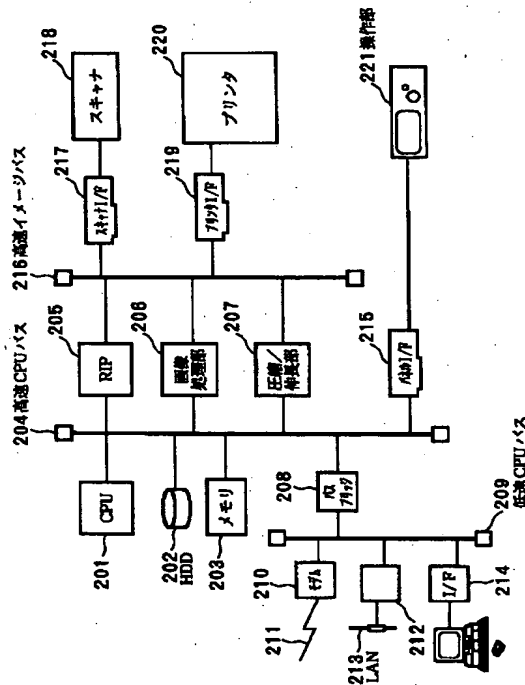 218
スキャナ
220
プリンタ
217
スキャナI/F
219
プリンタI/F
221 操作部
216 高速イメージバス
205
RIP
206
画像
処理部
207
圧縮/
伸長部
215
パネルI/F
204 高速CPUバス
CPU
201
202
HDD
メモリ
203
バス
ブリッジ
208
209
低速CPUバス
210
モデム
211
212
213
LAN
I/F
214